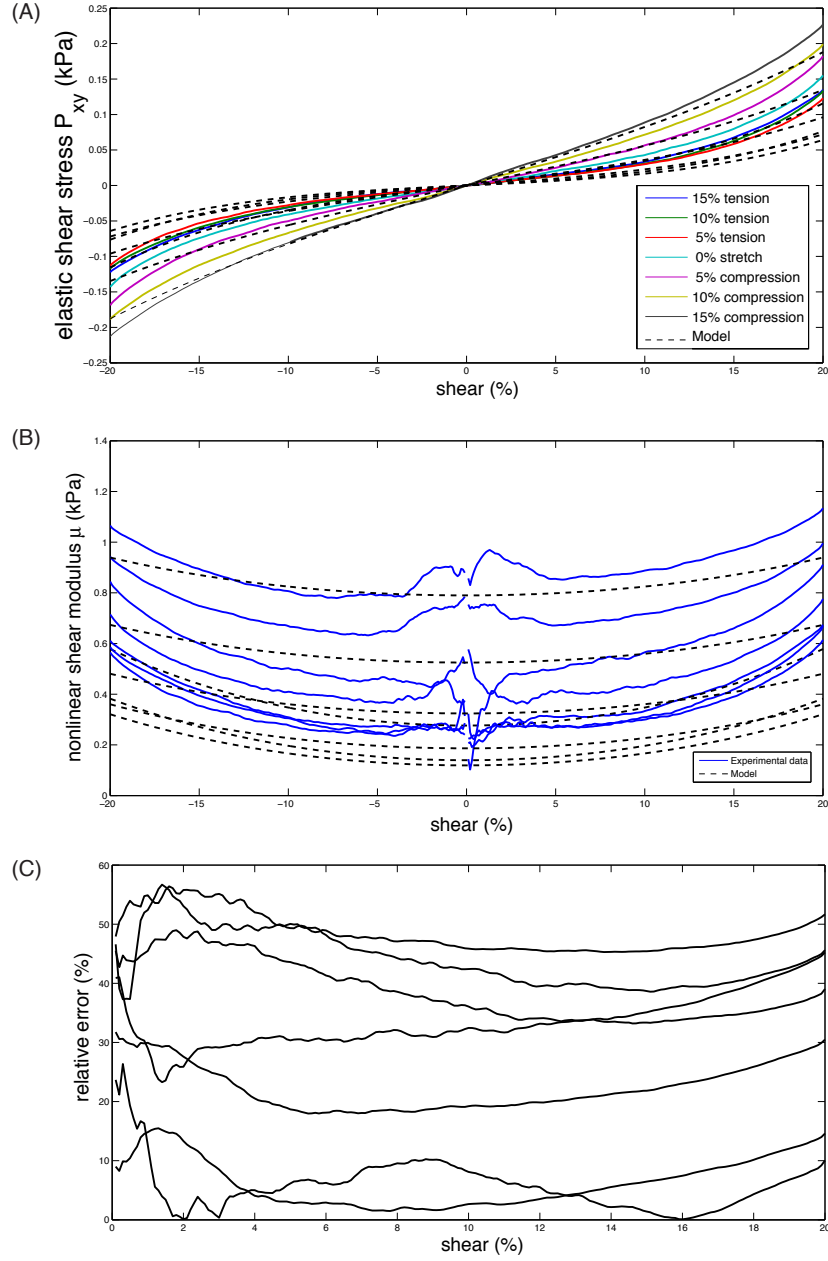 (A)
elastic shear stress P_xy (kPa)
0.25
0.2
0.15
0.1
0.05
0
−0.05
−0.1
−0.15
−0.2
−0.25
−20 −15 −10 −5 0 5 10 15 20
shear (%)
15% tension
10% tension
5% tension
0% stretch
5% compression
10% compression
15% compression
Model
(B)
nonlinear shear modulus μ (kPa)
1.4
1.2
1
0.8
0.6
0.4
0.2
0
−20 −15 −10 −5 0 5 10 15 20
shear (%)
Experimental data
Model
(C)
relative error (%)
60
50
40
30
20
10
0
0 2 4 6 8 10 12 14 16 18 20
shear (%)